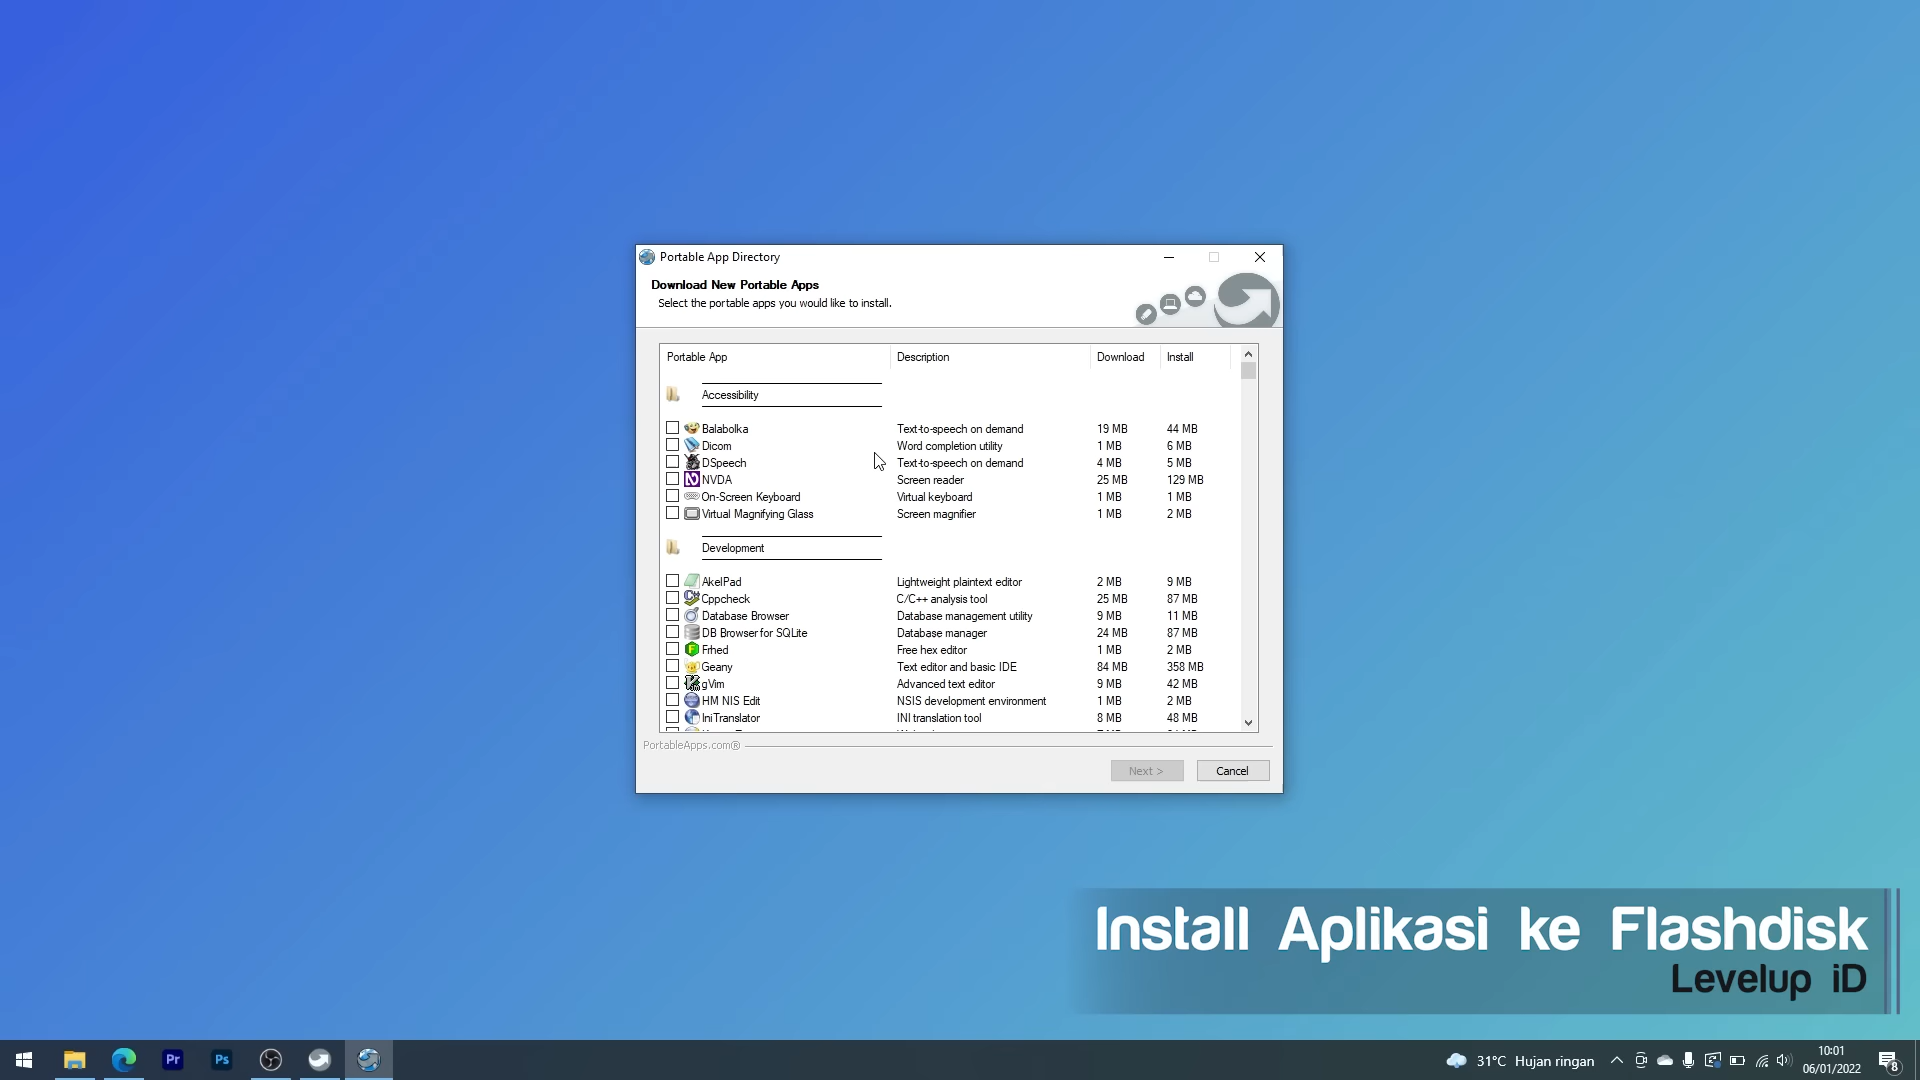 Portable App Directory
Download New Portable Apps
Select the portable apps you would like to install.
Portable App Description Download Install
Accessibility
Balabolka Text-to-speech on demand 19 MB 44 MB
Dicom Word completion utility 1 MB 6 MB
DSpeech Text-to-speech on demand 4 MB 5 MB
NVDA Screen reader 25 MB 129 MB
On-Screen Keyboard Virtual keyboard 1 MB 1 MB
Virtual Magnifying Glass Screen magnifier 1 MB 2 MB
Development
AkelPad Lightweight plaintext editor 2 MB 9 MB
Cppcheck C/C++ analysis tool 25 MB 87 MB
Database Browser Database management utility 9 MB 11 MB
DB Browser for SQLite Database manager 24 MB 87 MB
Frhed Free hex editor 1 MB 2 MB
Geany Text editor and basic IDE 84 MB 358 MB
gVim Advanced text editor 9 MB 42 MB
HM NIS Edit NSIS development environment 1 MB 2 MB
IniTranslator INI translation tool 8 MB 48 MB
PortableApps.com®
Next > Cancel
Install Aplikasi ke Flashdisk
Levelup iD
Pr Ps 31°C Hujan ringan 10:01
06/01/2022 8